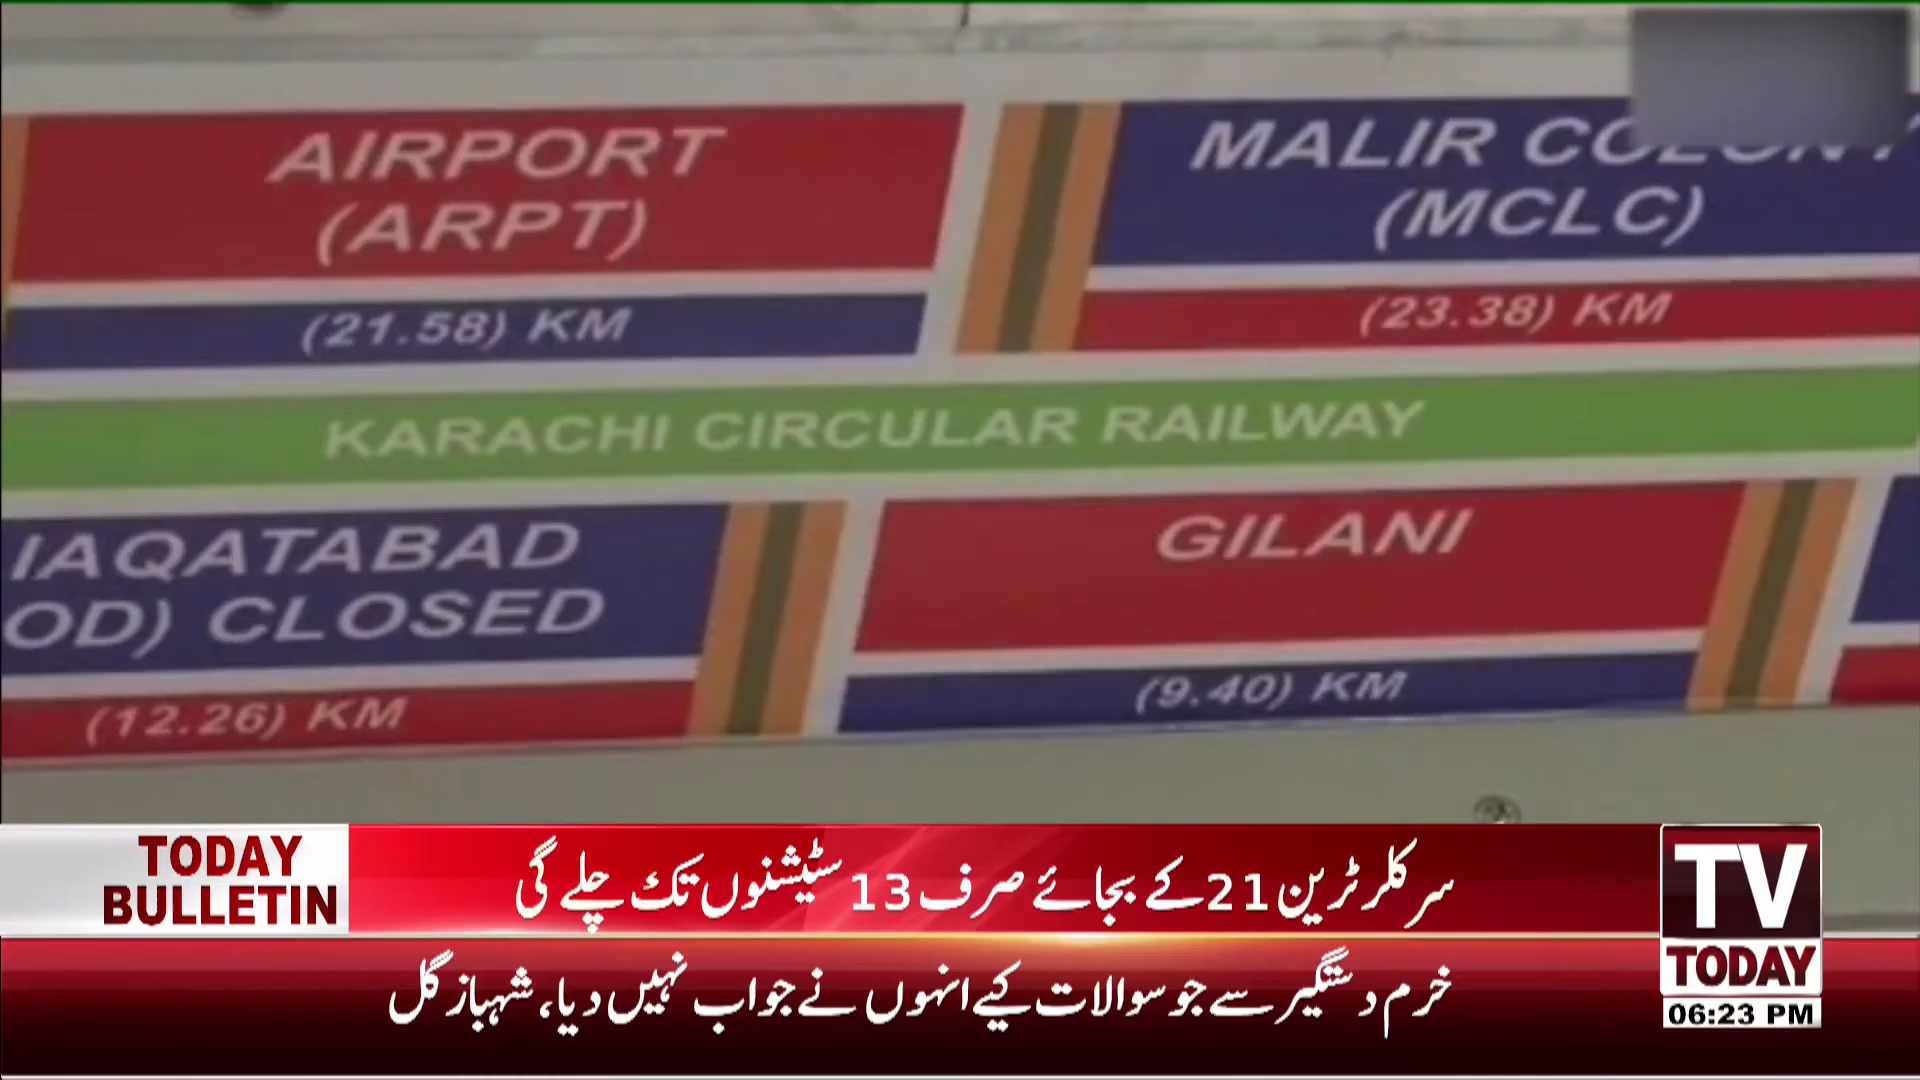 AIRPORT
(ARPT)
(21.58) KM
MALIR COLONY
(MCLC)
(23.38) KM
KARACHI CIRCULAR RAILWAY
IAQATABAD
OD) CLOSED
(12.26) KM
GILANI
(9.40) KM
TODAY
BULLETIN
سرکلر ٹرین 21 کے بجائے صرف 13 سٹیشنوں تک چلے گی
خرم دستگیر سے جو سوالات کیے انہوں نے جواب نہیں دیا، شہباز گل
TV
TODAY
06:23 PM